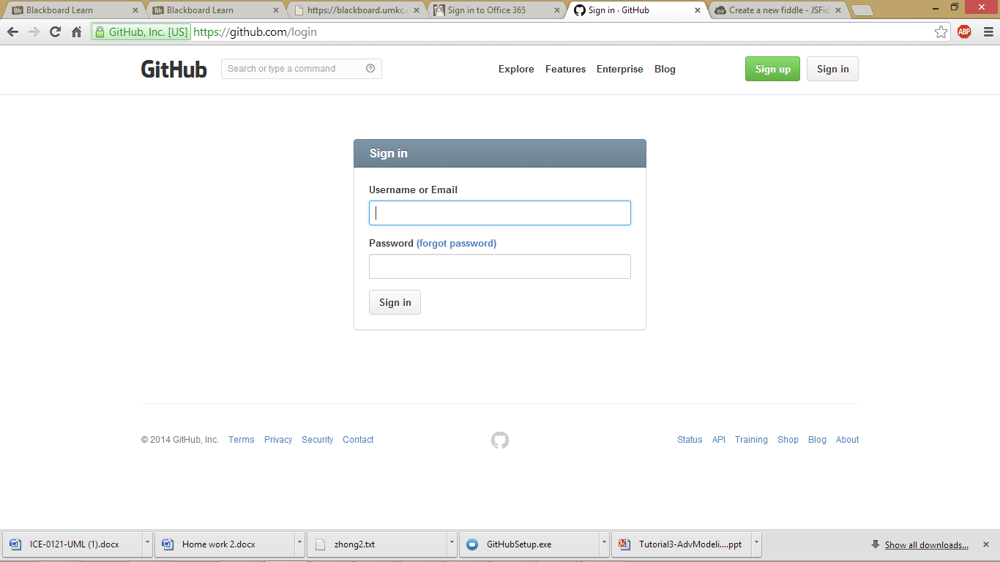 Blackboard Learn
Blackboard Learn
https://blackboard.umkc.
Sign in to Office 365
Sign in · GitHub
Create a new fiddle - JSFid
GitHub, Inc. [US] https://github.com/login
ABP
GitHub
Search or type a command
Explore Features Enterprise Blog
Sign up
Sign in
Sign in
Username or Email
Password (forgot password)
Sign in
© 2014 GitHub, Inc. Terms Privacy Security Contact
Status API Training Shop Blog About
ICE-0121-UML (1).docx
Home work 2.docx
zhong2.txt
GitHubSetup.exe
Tutorial3-AdvModeli....ppt
Show all downloads...